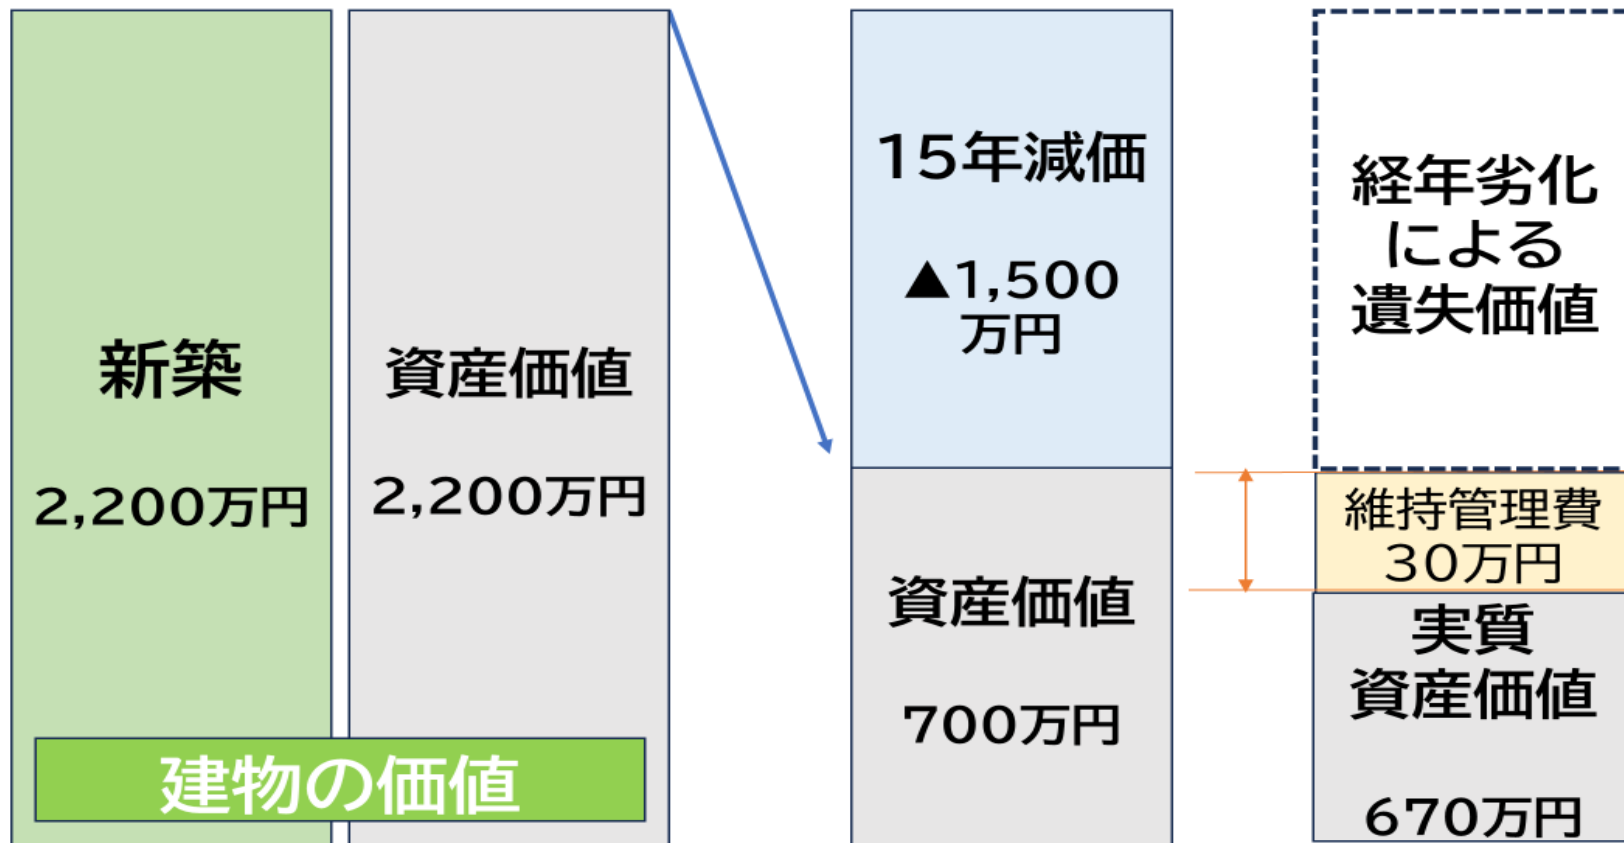 新築
2,200万円
資産価値
2,200万円
建物の価値
15年減価
▲1,500
万円
資産価値
700万円
経年劣化
による
遺失価値
維持管理費
30万円
実質
資産価値
670万円